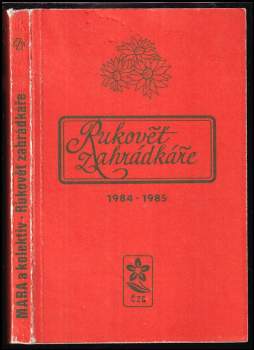 MARA a kolektiv · Rukověť zahrádkáře
Rukověť
Zahrádkáře
1984 - 1985
ČZS